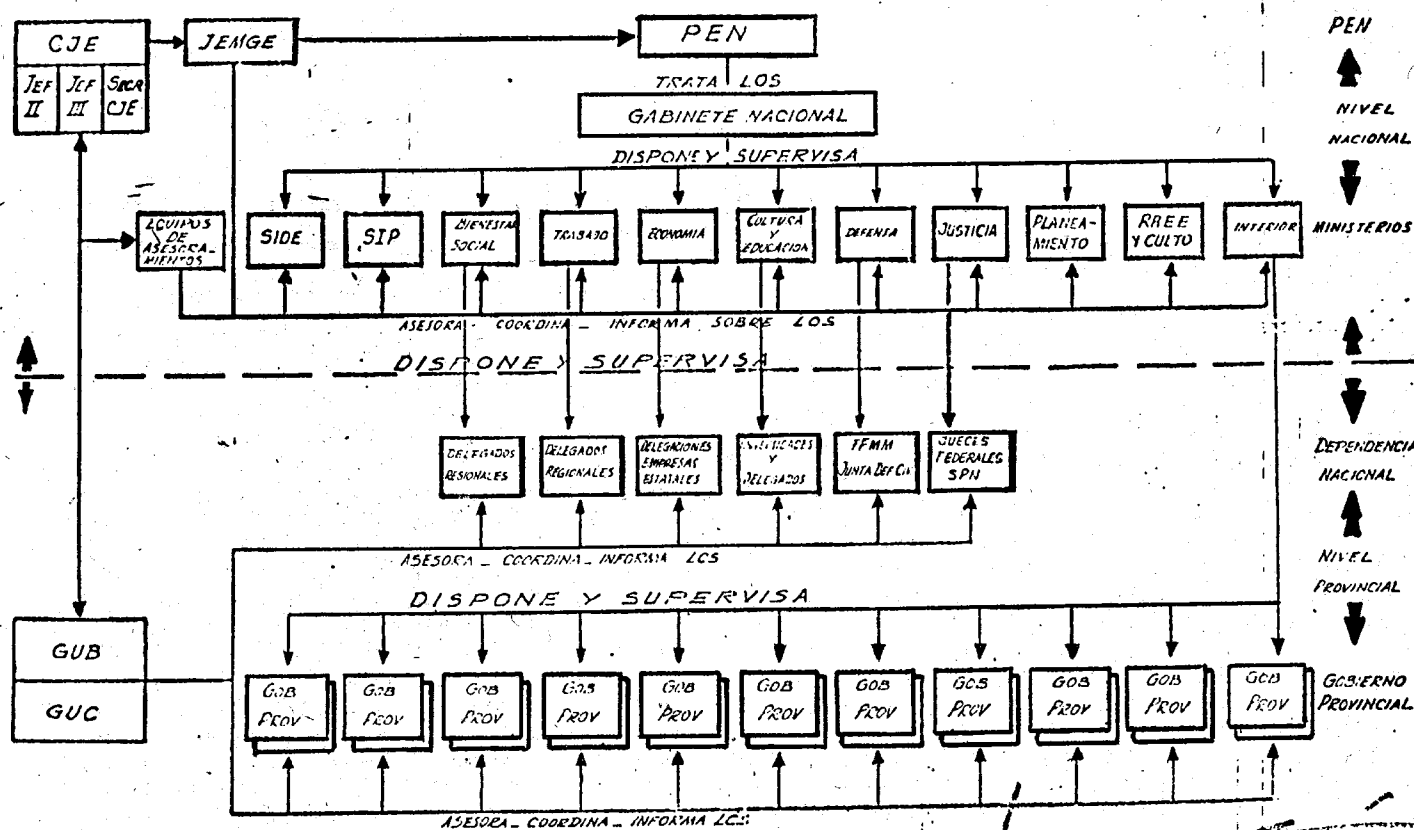 CJE
JEF II
JEF III
SECR CJE
JEMGE
PEN
TRATA LOS
GABINETE NACIONAL
DISPONE Y SUPERVISA
EQUIPOS
DE
ASESORA-
MIENTOS
SIDE
SIP
BIENESTAR
SOCIAL
TRABAJO
ECONOMIA
CULTURA
Y
EDUCACION
DEFENSA
JUSTICIA
PLANEA-
MIENTO
RREE
Y CULTO
INTERIOR
ASESORA - COORDINA - INFORMA SOBRE LOS
DISPONE Y SUPERVISA
DELEGADOS
REGIONALES
DELEGADOS
REGIONALES
DELEGACIONES
EMPRESAS
ESTATALES
Y
DELEGADOS
FFMM
JUNTA DEF CIV
JUECES
FEDERALES
SPN
ASESORA - COORDINA - INFORMA LOS
DISPONE Y SUPERVISA
GUB
GUC
GOB
PROV
GOB
PROV
GOB
PROV
GOB
PROV
GOB
PROV
GOB
PROV
GOB
PROV
GOB
PROV
GOB
PROV
GOB
PROV
GOB
PROV
ASESORA - COORDINA - INFORMA LOS
PEN
NIVEL
NACIONAL
MINISTERIOS
DEPENDENCIA
NACIONAL
NIVEL
PROVINCIAL
GOBIERNO
PROVINCIAL